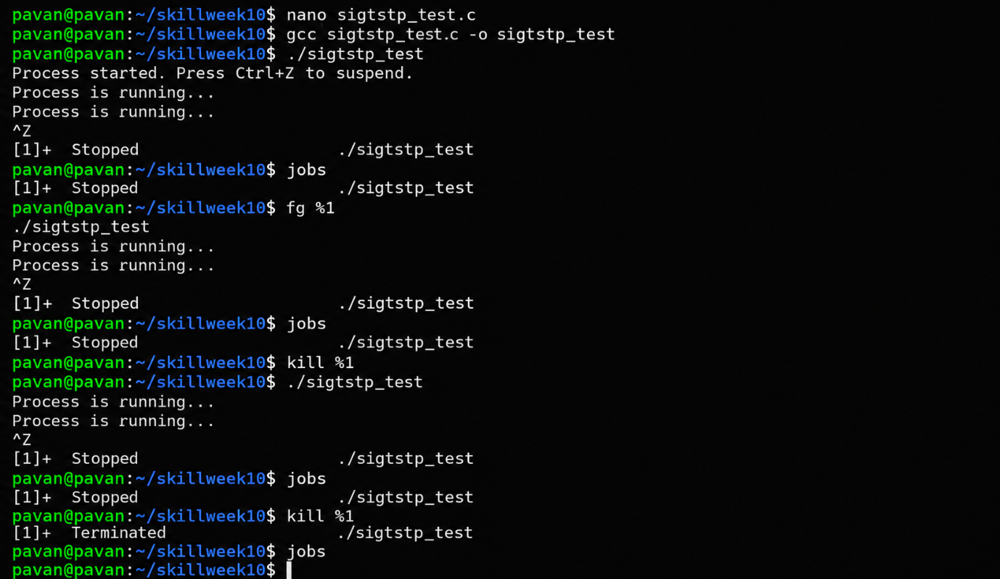 pavan@pavan:~/skillweek10$ nano sigtstp_test.c
pavan@pavan:~/skillweek10$ gcc sigtstp_test.c -o sigtstp_test
pavan@pavan:~/skillweek10$ ./sigtstp_test
Process started. Press Ctrl+Z to suspend.
Process is running...
Process is running...
^Z
[1]+  Stopped                    ./sigtstp_test
pavan@pavan:~/skillweek10$ jobs
[1]+  Stopped                    ./sigtstp_test
pavan@pavan:~/skillweek10$ fg %1
./sigtstp_test
Process is running...
Process is running...
^Z
[1]+  Stopped                    ./sigtstp_test
pavan@pavan:~/skillweek10$ jobs
[1]+  Stopped                    ./sigtstp_test
pavan@pavan:~/skillweek10$ kill %1
pavan@pavan:~/skillweek10$ ./sigtstp_test
Process is running...
Process is running...
^Z
[1]+  Stopped                    ./sigtstp_test
pavan@pavan:~/skillweek10$ jobs
[1]+  Stopped                    ./sigtstp_test
pavan@pavan:~/skillweek10$ kill %1
[1]+  Terminated                 ./sigtstp_test
pavan@pavan:~/skillweek10$ jobs
pavan@pavan:~/skillweek10$